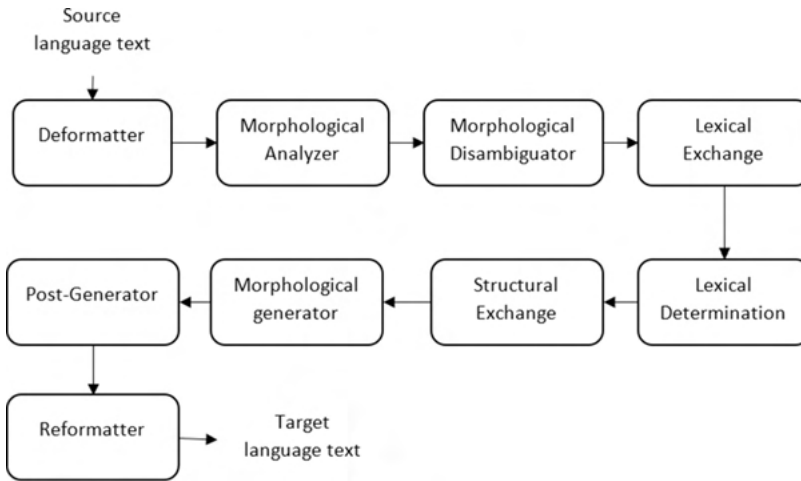 Source
language text
Deformatter
Morphological
Analyzer
Morphological
Disambiguator
Lexical
Exchange
Post-Generator
Morphological
generator
Structural
Exchange
Lexical
Determination
Reformatter
Target
language text